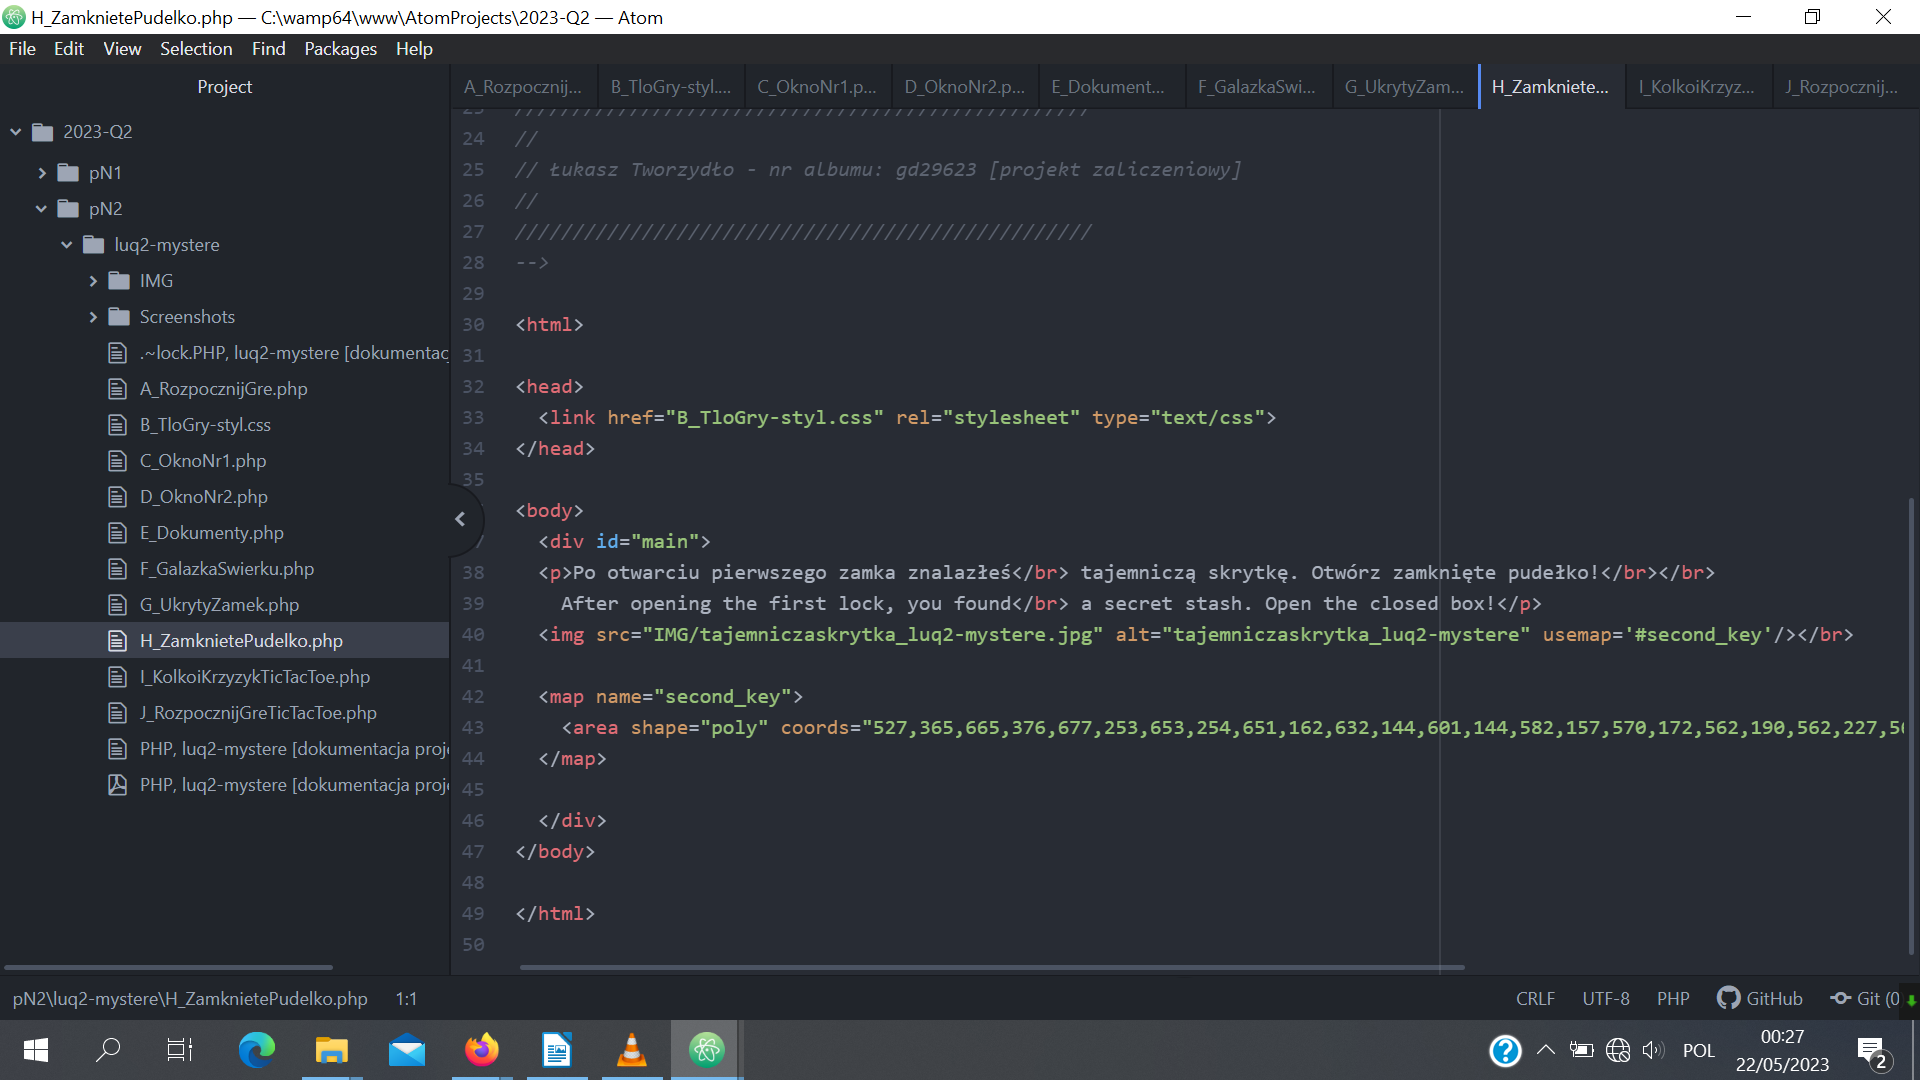 H_ZamknietePudelko.php — C:\wamp64\www\AtomProjects\2023-Q2 — Atom
File Edit View Selection Find Packages Help
Project
2023-Q2
pN1
pN2
luq2-mystere
IMG
Screenshots
.~lock.PHP, luq2-mystere [dokumentac
A_RozpocznijGre.php
B_TloGry-styl.css
C_OknoNr1.php
D_OknoNr2.php
E_Dokumenty.php
F_GalazkaSwierku.php
G_UkrytyZamek.php
H_ZamknietePudelko.php
I_KolkoiKrzyzykTicTacToe.php
J_RozpocznijGreTicTacToe.php
PHP, luq2-mystere [dokumentacja proje
PHP, luq2-mystere [dokumentacja proje
A_Rozpocznij... B_TloGry-styl.... C_OknoNr1.p... D_OknoNr2.p... E_Dokument... F_GalazkaSwi... G_UkrytyZam... H_Zamkniete... I_KolkoiKrzyz... J_Rozpocznij...
23 //////////////////////////////////////////////////
24 //
25 // Łukasz Tworzydło - nr albumu: gd29623 [projekt zaliczeniowy]
26 //
27 //////////////////////////////////////////////////
28 -->
29
30 <html>
31
32 <head>
33 <link href="B_TloGry-styl.css" rel="stylesheet" type="text/css">
34 </head>
35
<body>
7 <div id="main">
38 <p>Po otwarciu pierwszego zamka znalazłeś</br> tajemniczą skrytkę. Otwórz zamknięte pudełko!</br></br>
39 After opening the first lock, you found</br> a secret stash. Open the closed box!</p>
40 <img src="IMG/tajemniczaskrytka_luq2-mystere.jpg" alt="tajemniczaskrytka_luq2-mystere" usemap='#second_key'/></br>
41
42 <map name="second_key">
43 <area shape="poly" coords="527,365,665,376,677,253,653,254,651,162,632,144,601,144,582,157,570,172,562,190,562,227,56
44 </map>
45
46 </div>
47 </body>
48
49 </html>
50
pN2\luq2-mystere\H_ZamknietePudelko.php 1:1 CRLF UTF-8 PHP GitHub Git (0
POL 00:27
22/05/2023
2